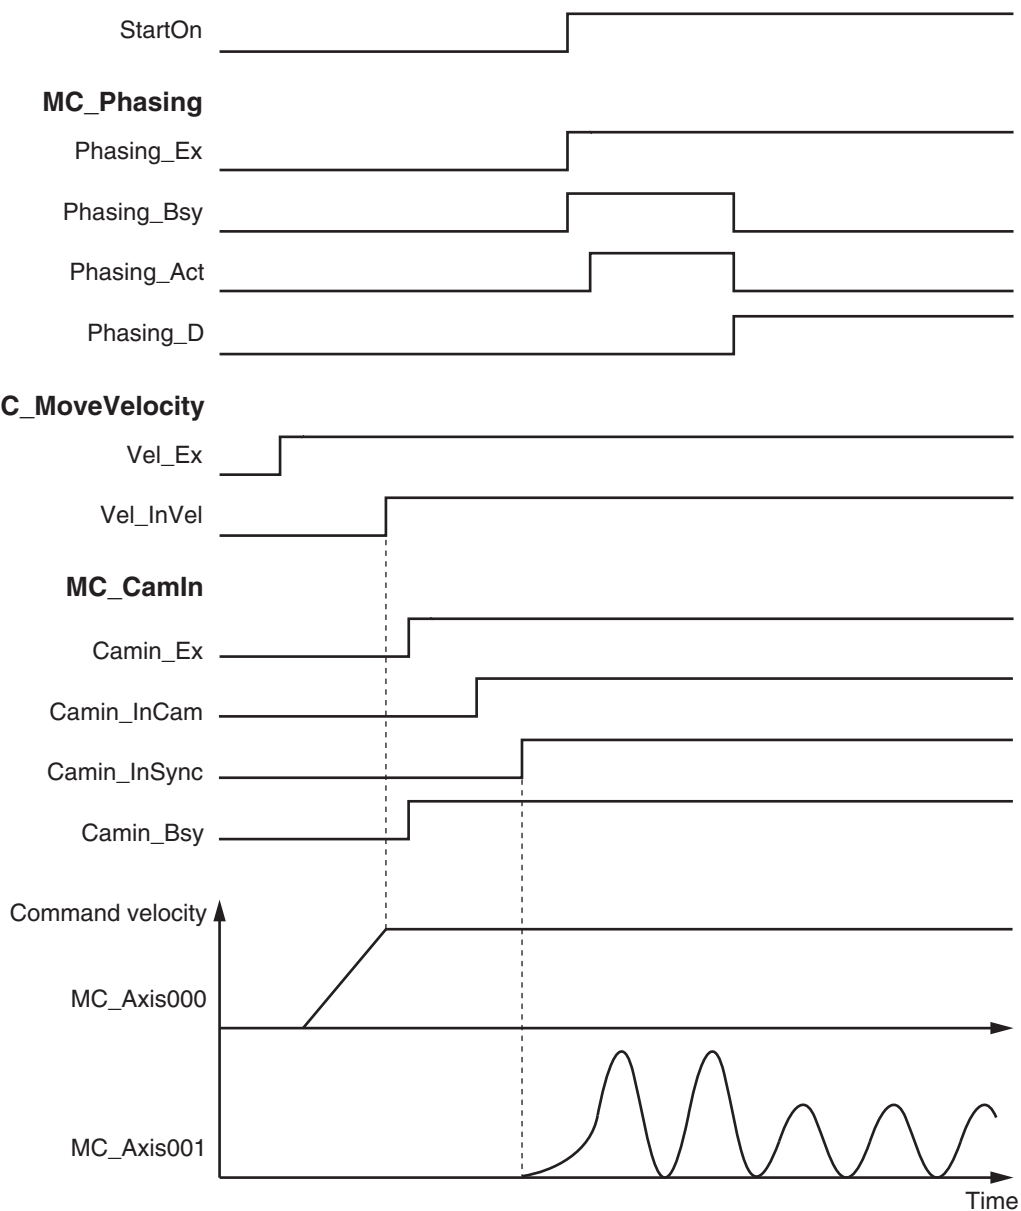 StartOn
MC_Phasing
Phasing_Ex
Phasing_Bsy
Phasing_Act
Phasing_D
C_MoveVelocity
Vel_Ex
Vel_InVel
MC_CamIn
Camin_Ex
Camin_InCam
Camin_InSync
Camin_Bsy
Command velocity
MC_Axis000
MC_Axis001
Time